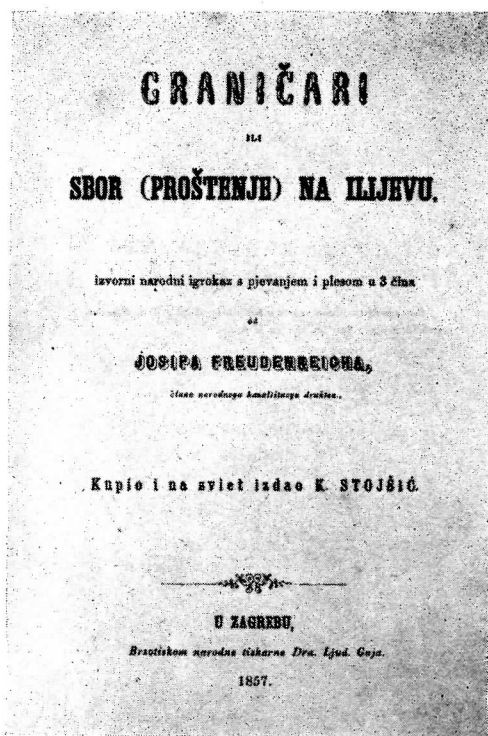 GRANIČARI
ILI
SBOR (PROŠTENJE) NA ILIJEVU.
izvorni narodni igrokaz s pjevanjem i plesom u 3 čina
od
JOSIPA FREUDENREICHA,
člana narodnoga kazalištnoga družtva.
Kupio i na sviet izdao K. STOJŠIĆ.
U ZAGREBU,
Brzotiskom narodne tiskarne Dra. Ljud. Gaja.
1857.